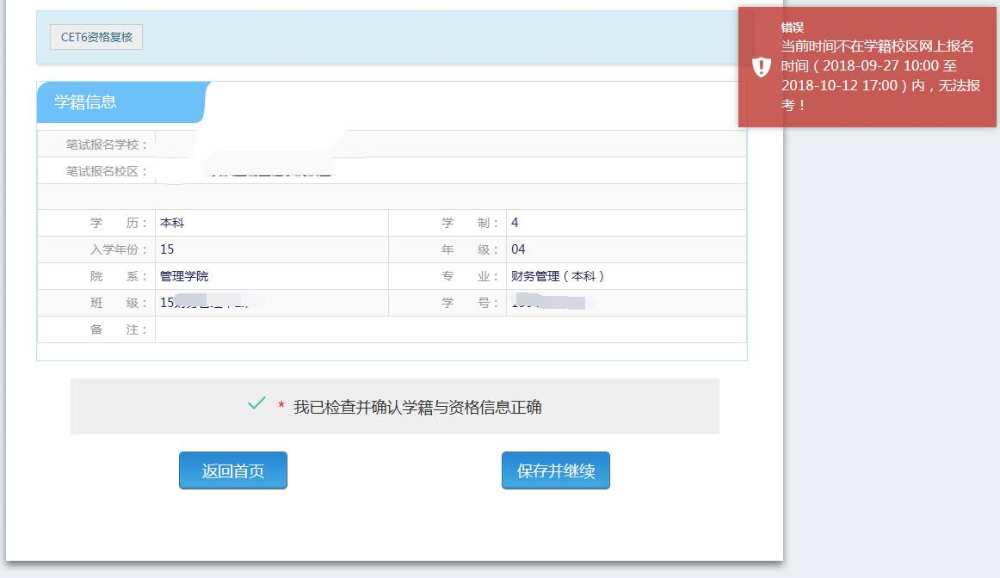 CET6资格复核
错误
当前时间不在学籍校区网上报名
时间（2018-09-27 10:00 至
2018-10-12 17:00）内，无法报
考！
学籍信息
笔试报名学校：
笔试报名校区：
学 历： 本科 学 制： 4
入学年份： 15 年 级： 04
院 系： 管理学院 专 业： 财务管理（本科）
班 级： 15 学 号：
备 注：
* 我已检查并确认学籍与资格信息正确
返回首页 保存并继续